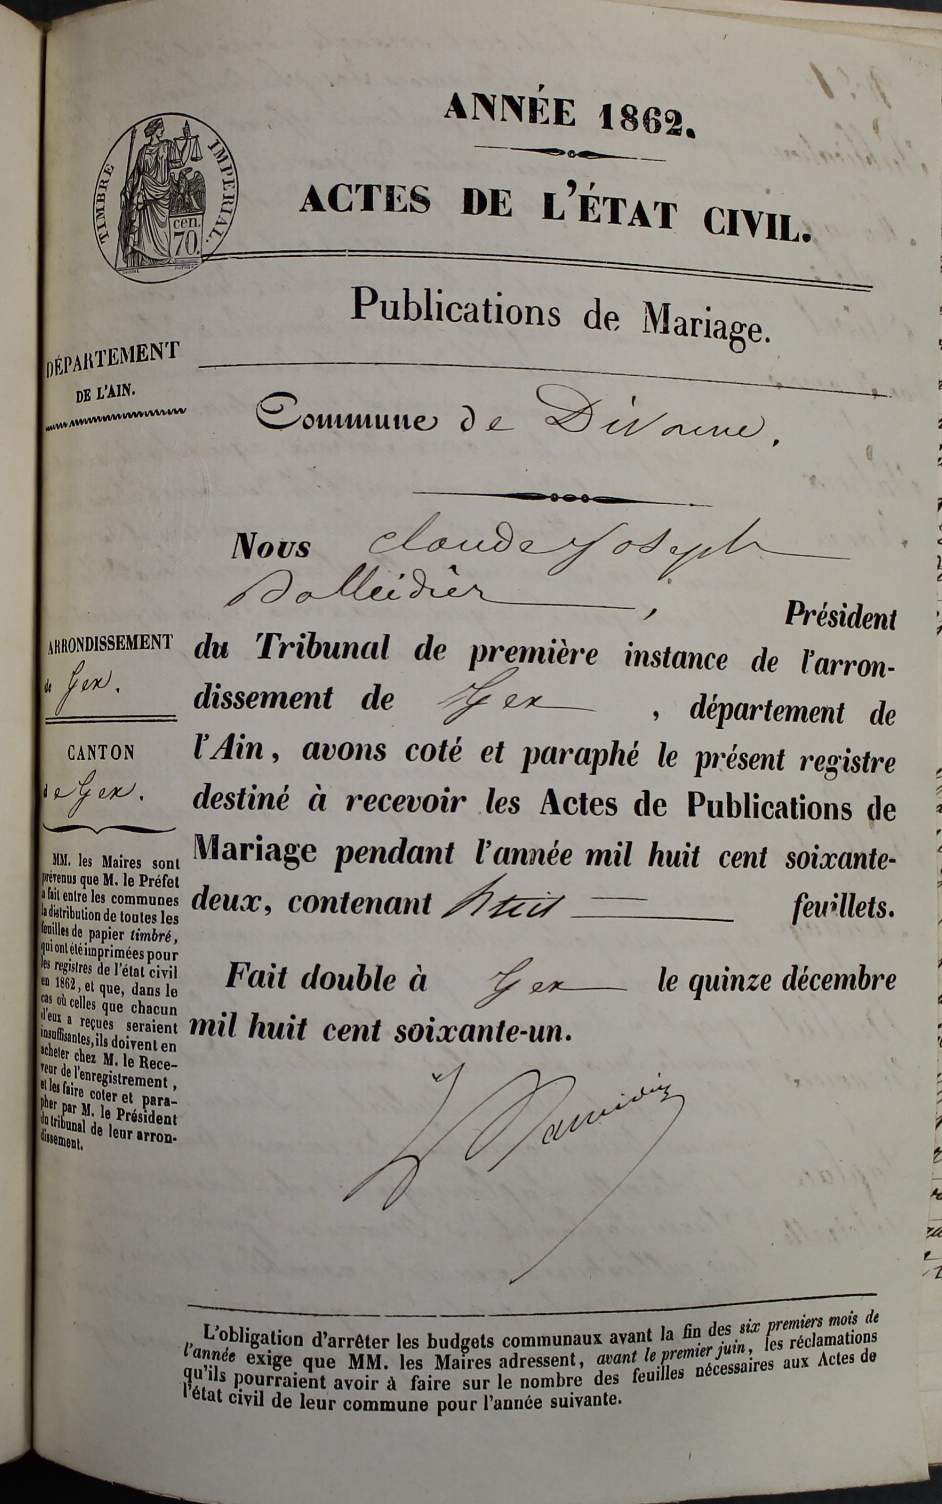 ANNÉE 1862.
ACTES DE L'ÉTAT CIVIL.
TIMBRE IMPERIAL.
cen.
70.
Publications de Mariage.
DÉPARTEMENT
DE L'AIN.
Commune de Divonne.
Nous Claude Joseph
, Président
du Tribunal de première instance de l'arron-
dissement de Gex, département de
l'Ain, avons coté et paraphé le présent registre
destiné à recevoir les Actes de Publications de
Mariage pendant l'année mil huit cent soixante-
deux, contenant huit feuillets.
Fait double à Gex le quinze décembre
mil huit cent soixante-un.
ARRONDISSEMENT
de Gex.
CANTON
de Gex.
MM. les Maires sont
prévenus que M. le Préfet
a fait entre les communes
la distribution de toutes les
feuilles de papier timbré,
qui ont été imprimées pour
les registres de l'état civil
en 1862, et que, dans le
cas où celles que chacun
d'eux a reçues seraient
insuffisantes, ils doivent en
acheter chez M. le Rece-
veur de l'enregistrement,
et les faire coter et para-
pher par M. le Président
du tribunal de leur arron-
dissement.
L'obligation d'arrêter les budgets communaux avant la fin des six premiers mois de
l'année exige que MM. les Maires adressent, avant le premier juin, les réclamations
qu'ils pourraient avoir à faire sur le nombre des feuilles nécessaires aux Actes de
l'état civil de leur commune pour l'année suivante.